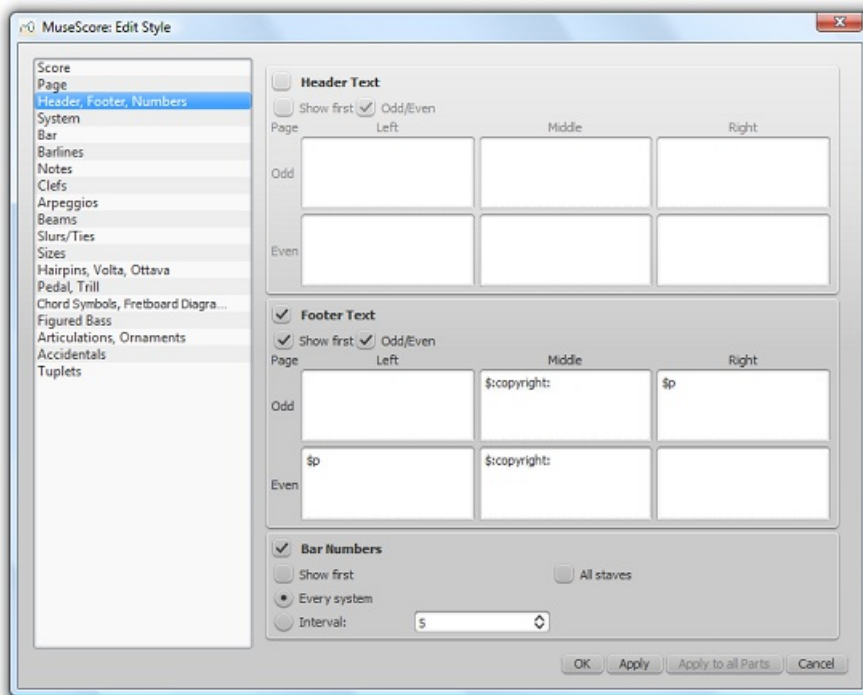 MuseScore: Edit Style
Score
Page
Header, Footer, Numbers
System
Bar
Barlines
Notes
Clefs
Arpeggios
Beams
Slurs/Ties
Sizes
Hairpins, Volta, Ottava
Pedal, Trill
Chord Symbols, Fretboard Diagra...
Figured Bass
Articulations, Ornaments
Accidentals
Tuplets
Header Text
Show first Odd/Even
Page Left Middle Right
Odd
Even
Footer Text
Show first Odd/Even
Page Left Middle Right
Odd $:copyright: $p
Even $p $:copyright:
Bar Numbers
Show first All staves
Every system
Interval: 5
OK Apply Apply to all Parts Cancel